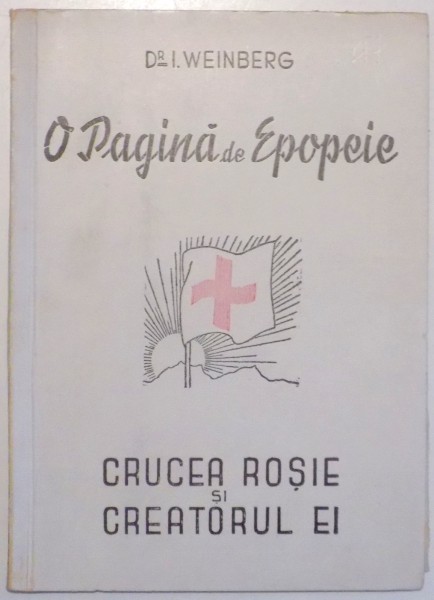 DR. I. WEINBERG
O Pagină de Epopeie
CRUCEA ROȘIE
ȘI
CREATORUL EI